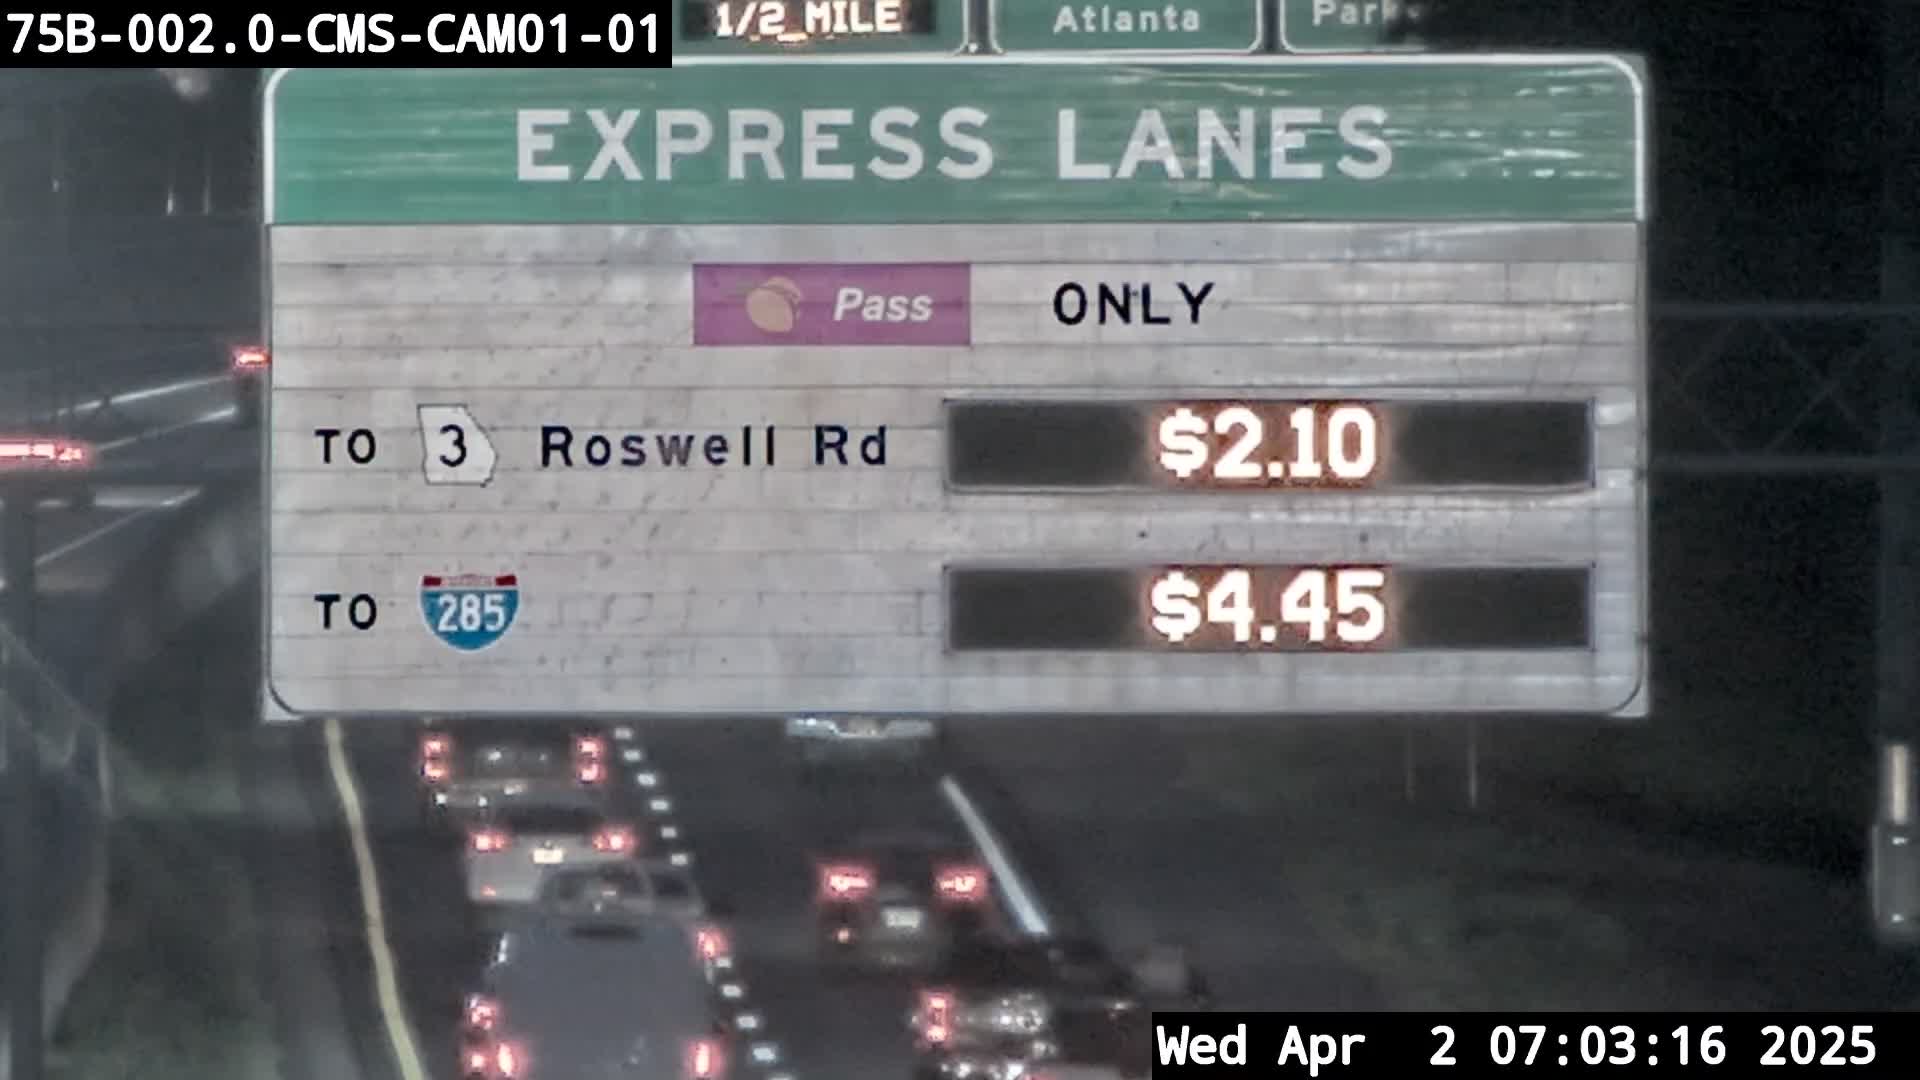 75B-002.0-CMS-CAM01-01
1/2 MILE
Atlanta
EXPRESS LANES
Pass ONLY
TO 3 Roswell Rd $2.10
TO 285 $4.45
Wed Apr 2 07:03:16 2025